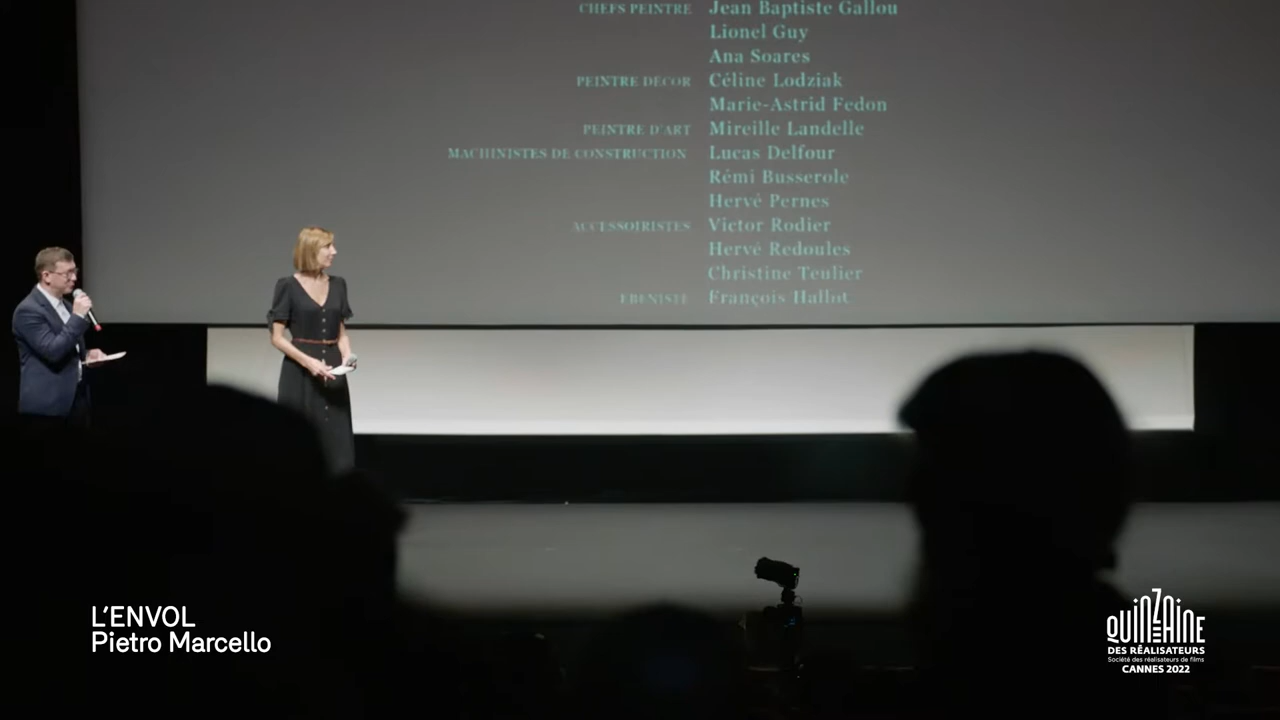 CHEFS PEINTRE Jean Baptiste Gallou
Lionel Guy
Ana Soares
PEINTRE DÉCOR Céline Lodziak
Marie-Astrid Fedon
PEINTRE D'ART Mireille Landelle
MACHINISTES DE CONSTRUCTION Lucas Delfour
Rémi Busserole
Hervé Pernes
ACCESSOIRISTES Victor Rodier
Hervé Redoules
Christine Teulier
EBENISTE François Hallot
L'ENVOL
Pietro Marcello
QUINZAINE
DES RÉALISATEURS
Société des réalisateurs de films
CANNES 2022